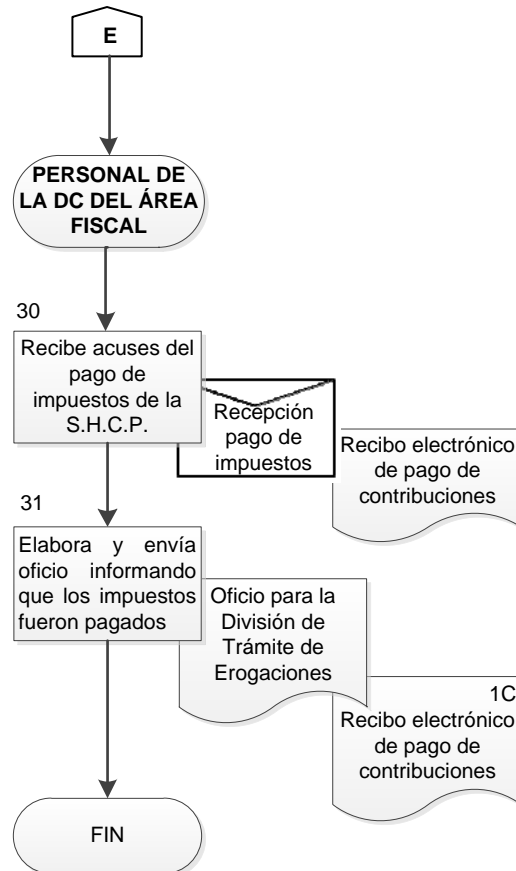 E
PERSONAL DE
LA DC DEL ÁREA
FISCAL
30
Recibe acuses del
pago de
impuestos de la
S.H.C.P.
Recepción
pago de
impuestos
Recibo electrónico
de pago de
contribuciones
31
Elabora y envía
oficio informando
que los impuestos
fueron pagados
Oficio para la
División de
Trámite de
Erogaciones
1C
Recibo electrónico
de pago de
contribuciones
FIN